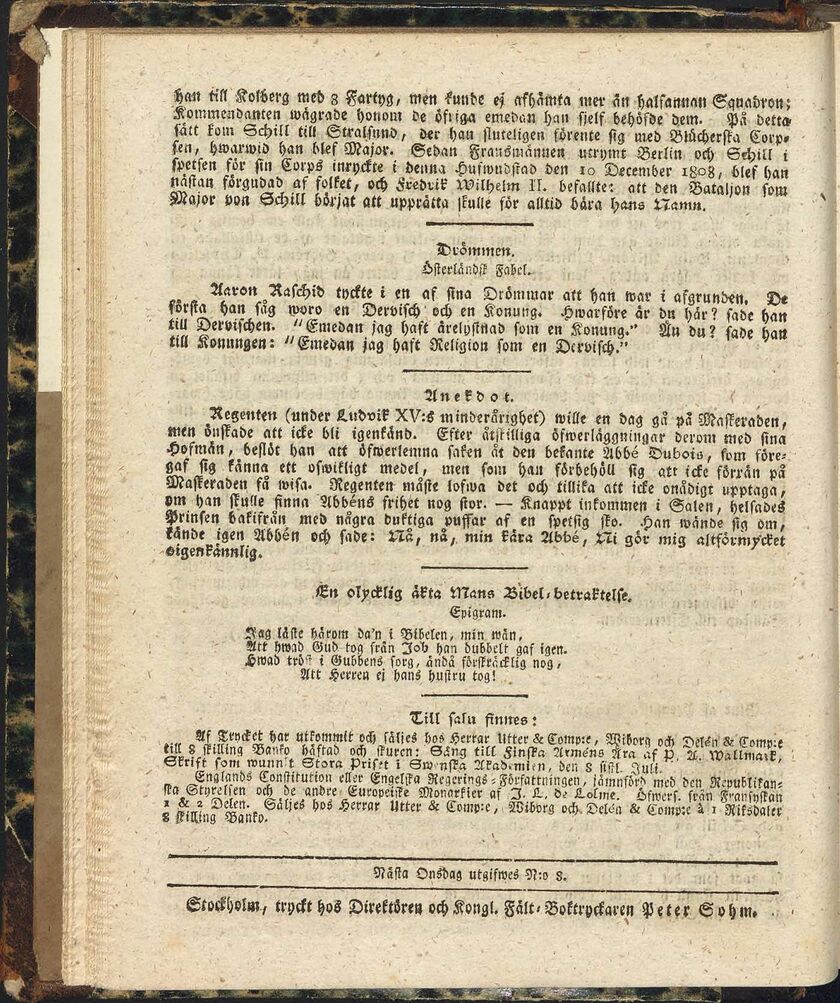 han till Kolberg med 3 Fartyg, men kunde ej afhämta mer än halfannan Squadron;
Kommendanten wägrade honom de öfriga emedan han sjelf behöfde dem. På detta
sätt kom Schill till Stralsund, der han sluteligen förente sig med Blücherska Corp-
sen, hwarwid han blef Major. Sedan Fransmännen utrymt Berlin och Schill i
spetsen för sin Corps inryckte i denna Hufwudstad den 10 December 1808, blef han
nästan förgudad af folket, och Fredrik Wilhelm II. befallte: att den Bataljon som
Major von Schill börjat att upprätta skulle för alltid bära hans Namn.
Drömmen.
Österländsk Fabel.
Aaron Raschid tyckte i en af sina Drömmar att han war i afgrunden. De
första han såg woro en Dervisch och en Konung. Hwarföre är du här? sade han
till Dervischen. "Emedan jag haft ärelystnad som en Konung." Än du? sade han
till Konungen: "Emedan jag haft Religion som en Dervisch."
Anekdot.
Regenten (under Ludvik XV:s minderårighet) wille en dag gå på Maskeraden,
men önskade att icke bli igenkänd. Efter åtskilliga öfwerläggningar derom med sina
Hofmän, beslöt han att öfwerlemna saken åt den bekante Abbé Dubois, som före-
gaf sig känna ett ofwikligt medel, men som han förbehöll sig att icke förrän på
Maskeraden få wisa. Regenten måste lofwa det och tillika att icke onådigt upptaga,
om han skulle finna Abbéns frihet nog stor. — Knappt inkommen i Salen, helsades
Prinsen bakifrån med några duktiga puffar af en spetsig sko. Han wände sig om,
kände igen Abbén och sade: Nå, nå, min kära Abbé, Ni gör mig altförmycket
oigenkännlig.
En olycklig äkta Mans Bibel-betraktelse.
Epigram.
Jag läste härom da'n i Bibelen, min wän,
Att hwad Gud tog från Job han dubbelt gaf igen.
Hwad tröst i Gubbens sorg, ändå förskräcklig nog,
Att Herren ej hans hustru tog!
Till salu finnes:
Af Trycket har utkommit och säljes hos Herrar Utter & Comp:e, Wiborg och Delén & Comp:e
till 8 skilling Banko häftad och skuren: Sång till Finska Arméns Ära af P. A. Wallmark,
Skrift som wunnit Stora Priset i Swenska Akademien, den 8 sistl. Juli.
Englands Constitution eller Engelska Regerings-Författningen, jämnförd med den Republikan-
ska Styrelsen och de andre Europeiske Monarkier af J. L. de Lolme. Öfwers. från Fransyskan
1 & 2 Delen. Säljes hos Herrar Utter & Comp:e, Wiborg och Delén & Comp:e à 1 Riksdaler
8 skilling Banko.
Nästa Onsdag utgifwes N:o 8.
Stockholm, tryckt hos Direktören och Kongl. Fält-Boktryckaren Peter Sohm.